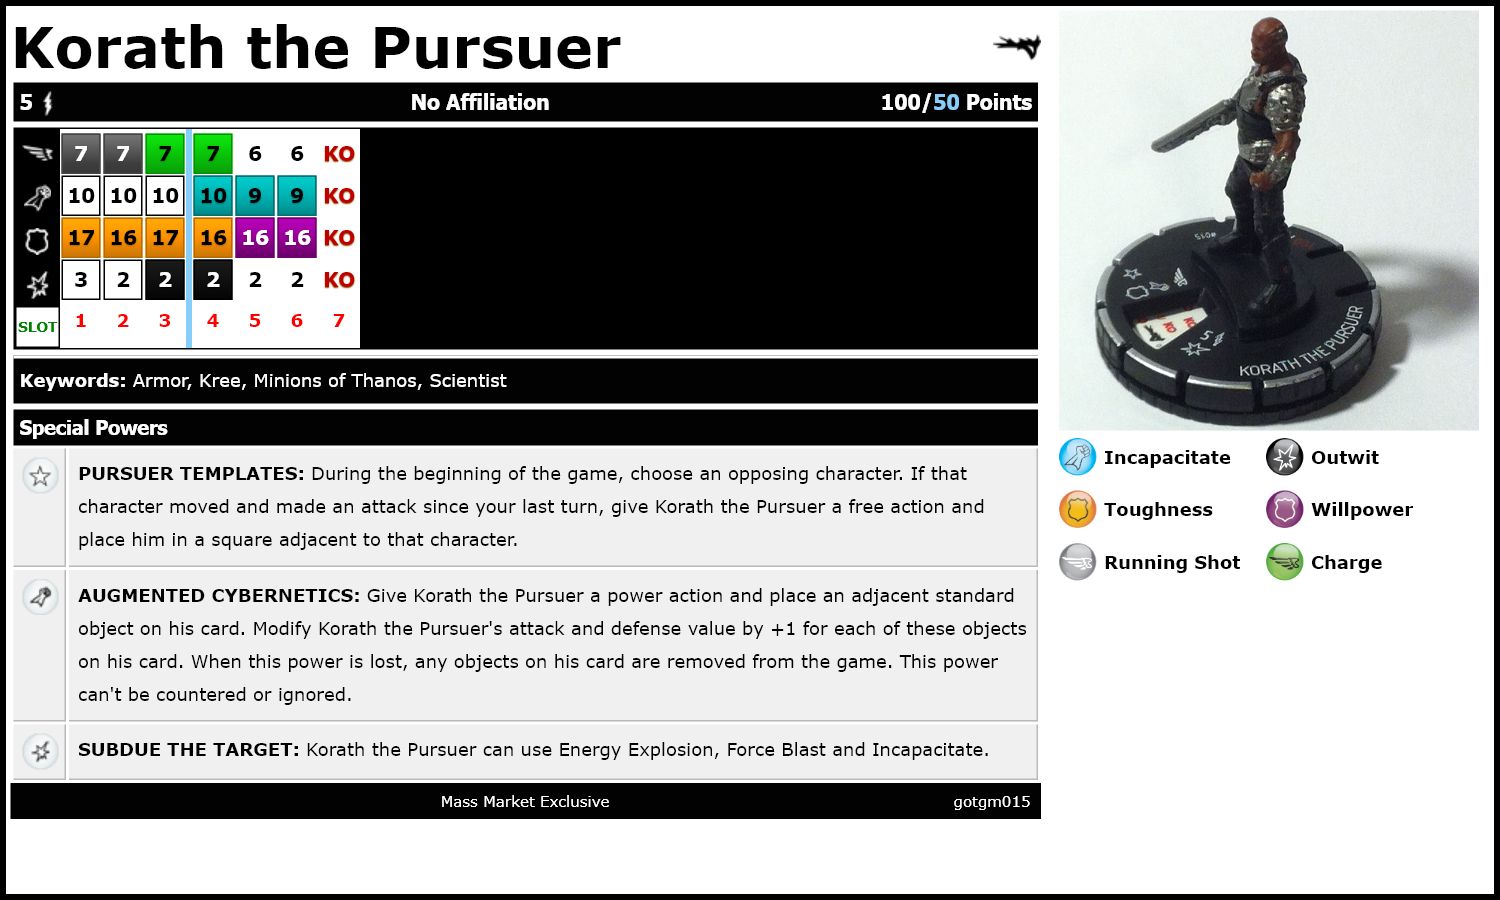 Korath the Pursuer
5 No Affiliation 100/50 Points
7 7 7 7 6 6 KO
10 10 10 10 9 9 KO
17 16 17 16 16 16 KO
3 2 2 2 2 2 KO
SLOT 1 2 3 4 5 6 7
Keywords: Armor, Kree, Minions of Thanos, Scientist
Special Powers
PURSUER TEMPLATES: During the beginning of the game, choose an opposing character. If that
character moved and made an attack since your last turn, give Korath the Pursuer a free action and
place him in a square adjacent to that character.
AUGMENTED CYBERNETICS: Give Korath the Pursuer a power action and place an adjacent standard
object on his card. Modify Korath the Pursuer's attack and defense value by +1 for each of these objects
on his card. When this power is lost, any objects on his card are removed from the game. This power
can't be countered or ignored.
SUBDUE THE TARGET: Korath the Pursuer can use Energy Explosion, Force Blast and Incapacitate.
Mass Market Exclusive gotgm015
#015
KO KO
5
KORATH THE PURSUER
Incapacitate Outwit
Toughness Willpower
Running Shot Charge